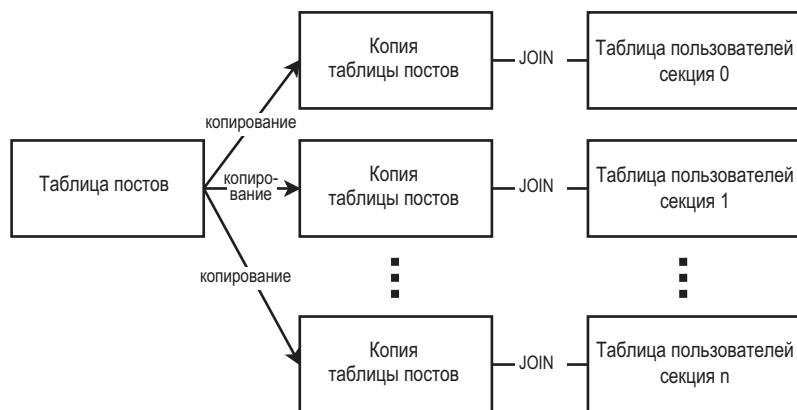 Копия
таблицы постов
JOIN
Таблица пользователей
секция 0
копирование
Таблица постов
копиро-
вание
Копия
таблицы постов
JOIN
Таблица пользователей
секция 1
копирование
Копия
таблицы постов
JOIN
Таблица пользователей
секция n